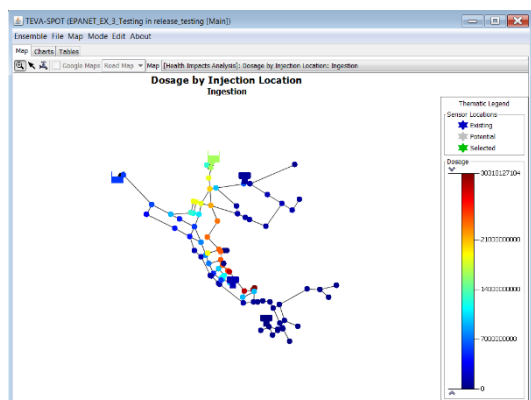 TEVA-SPOT (EPANET_EX_3_Testing in release_testing [Main])
Ensemble File Map Mode Edit About
Map Charts Tables
Google Maps Road Map Map [Health Impacts Analysis]: Dosage by Injection Location: Ingestion
Dosage by Injection Location
Ingestion
Thematic Legend
Sensor Locations
Existing
Potential
Selected
Dosage
30318127104
21000000000
14000000000
7000000000
0